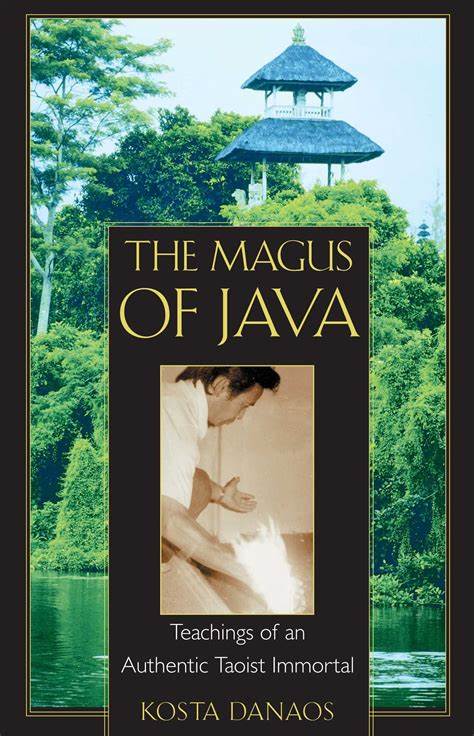 THE MAGUS
OF JAVA
Teachings of an
Authentic Taoist Immortal
KOSTA DANAOS